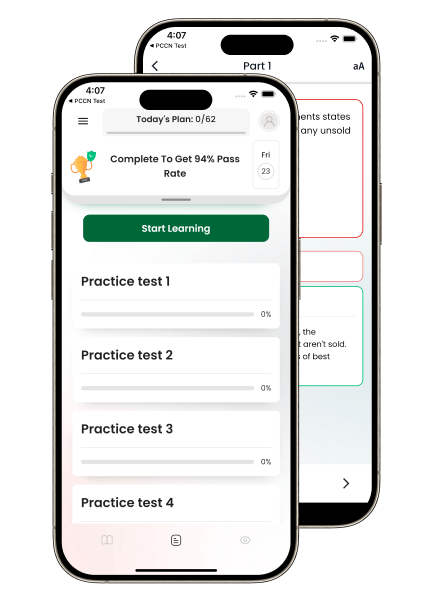 4:07
◀ PCCN Test
Part 1
aA
nents states
any unsold
, the
t aren't sold.
s of best
4:07
◀ PCCN Test
Today's Plan: 0/62
Complete To Get 94% Pass
Rate
Fri
23
Start Learning
Practice test 1
0%
Practice test 2
0%
Practice test 3
0%
Practice test 4